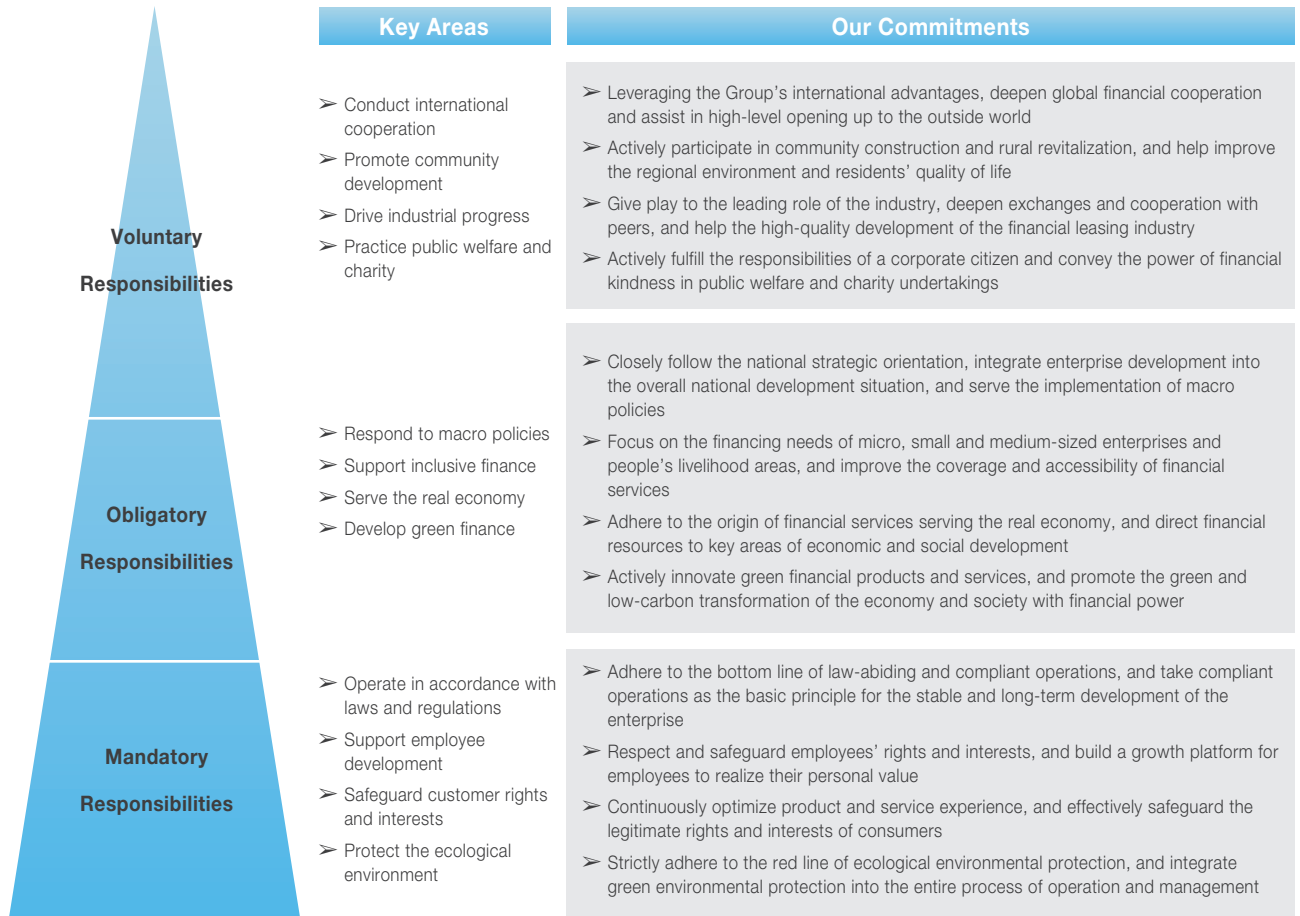 Key Areas
Our Commitments
Voluntary
Responsibilities
➢ Conduct international
cooperation
➢ Promote community
development
➢ Drive industrial progress
➢ Practice public welfare and
charity
➢ Leveraging the Group's international advantages, deepen global financial cooperation
and assist in high-level opening up to the outside world
➢ Actively participate in community construction and rural revitalization, and help improve
the regional environment and residents' quality of life
➢ Give play to the leading role of the industry, deepen exchanges and cooperation with
peers, and help the high-quality development of the financial leasing industry
➢ Actively fulfill the responsibilities of a corporate citizen and convey the power of financial
kindness in public welfare and charity undertakings
Obligatory
Responsibilities
➢ Respond to macro policies
➢ Support inclusive finance
➢ Serve the real economy
➢ Develop green finance
➢ Closely follow the national strategic orientation, integrate enterprise development into
the overall national development situation, and serve the implementation of macro
policies
➢ Focus on the financing needs of micro, small and medium-sized enterprises and
people's livelihood areas, and improve the coverage and accessibility of financial
services
➢ Adhere to the origin of financial services serving the real economy, and direct financial
resources to key areas of economic and social development
➢ Actively innovate green financial products and services, and promote the green and
low-carbon transformation of the economy and society with financial power
Mandatory
Responsibilities
➢ Operate in accordance with
laws and regulations
➢ Support employee
development
➢ Safeguard customer rights
and interests
➢ Protect the ecological
environment
➢ Adhere to the bottom line of law-abiding and compliant operations, and take compliant
operations as the basic principle for the stable and long-term development of the
enterprise
➢ Respect and safeguard employees' rights and interests, and build a growth platform for
employees to realize their personal value
➢ Continuously optimize product and service experience, and effectively safeguard the
legitimate rights and interests of consumers
➢ Strictly adhere to the red line of ecological environmental protection, and integrate
green environmental protection into the entire process of operation and management